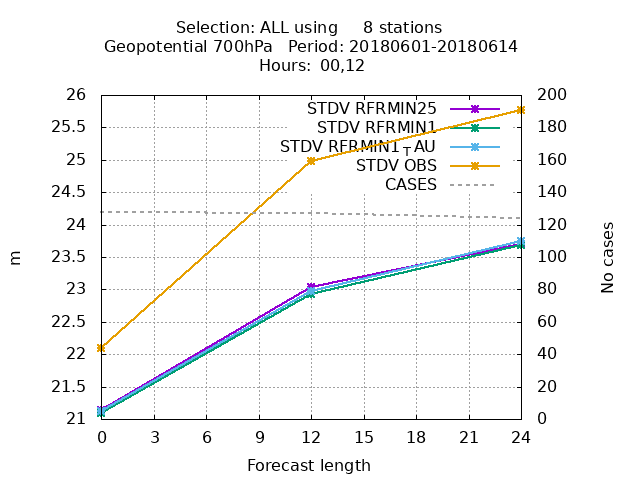 Selection: ALL using     8 stations
Geopotential 700hPa   Period: 20180601-20180614
Hours: 00,12
STDV RFRMIN25
STDV RFRMIN1
STDV RFRMIN1_AU
STDV OBS
CASES
26
25.5
25
24.5
24
23.5
23
22.5
22
21.5
21
m
200
180
160
140
120
100
80
60
40
20
0
No cases
0 3 6 9 12 15 18 21 24
Forecast length